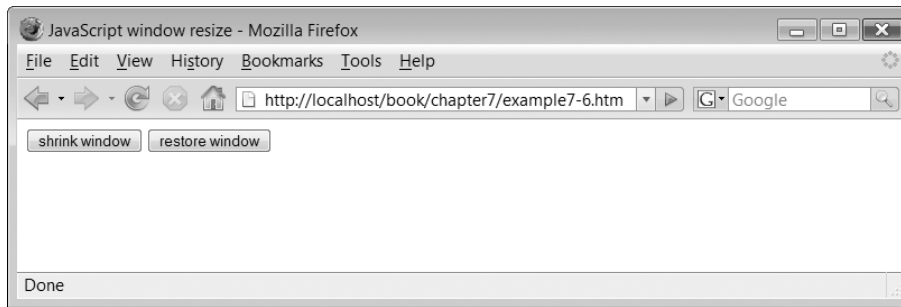 JavaScript window resize - Mozilla Firefox
File Edit View History Bookmarks Tools Help
http://localhost/book/chapter7/example7-6.htm G Google
shrink window restore window
Done